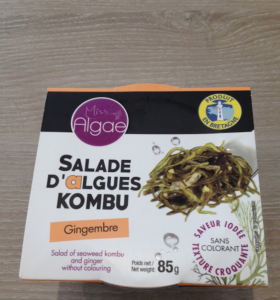 Miss
Algae
PRODUIT
EN BRETAGNE
SALADE
D'aLGUES
KOMBU
Gingembre
Salad of seaweed kombu
and ginger
without colouring
Poids net/
Net weight: 85g
SAVEUR IODÉE
SANS
COLORANT
TEXTURE CROQUANTE